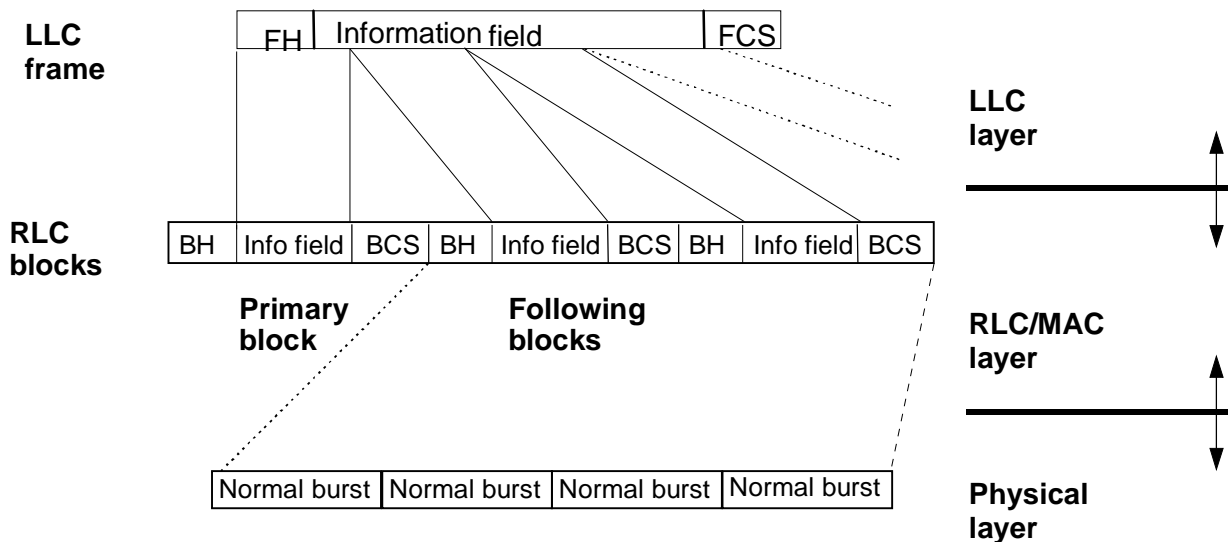 LLC
frame
FH
Information field
FCS
LLC
layer
RLC
blocks
BH Info field BCS BH Info field BCS BH Info field BCS
Primary
block
Following
blocks
RLC/MAC
layer
Normal burst Normal burst Normal burst Normal burst
Physical
layer